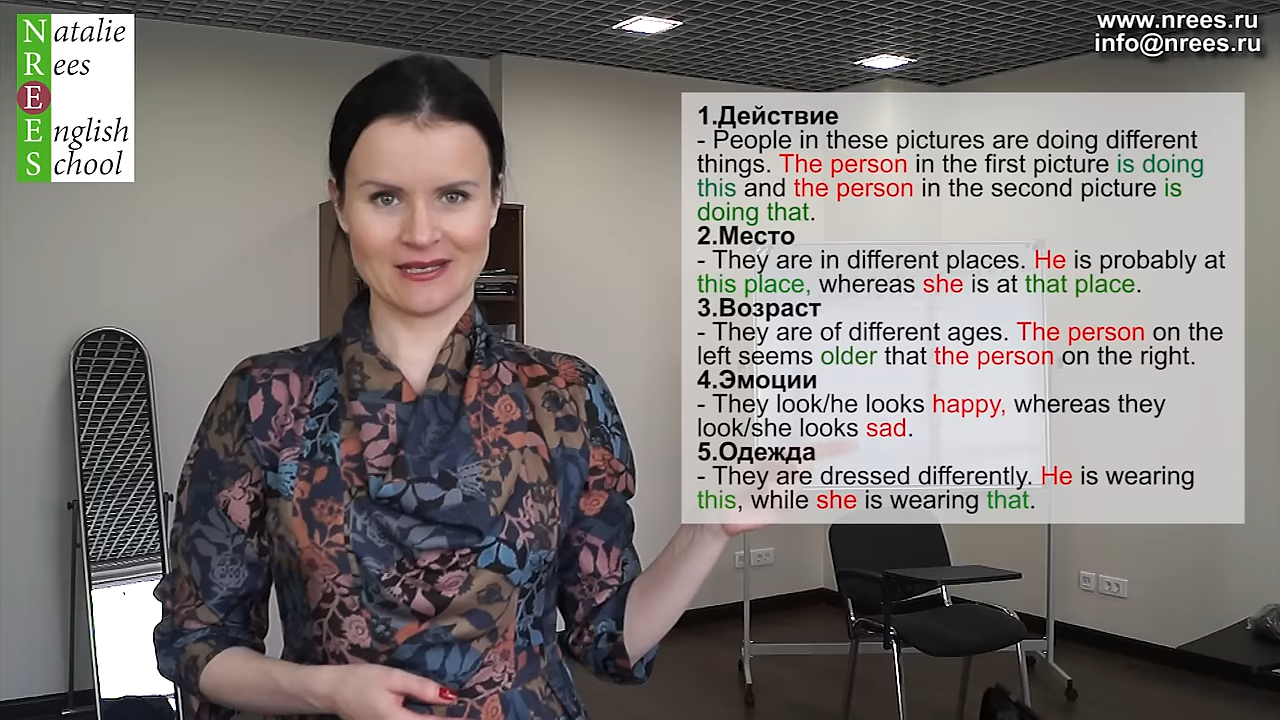 Natalie
Rees
English
School
www.nrees.ru
info@nrees.ru
1.Действие
- People in these pictures are doing different
things. The person in the first picture is doing
this and the person in the second picture is
doing that.
2.Место
- They are in different places. He is probably at
this place, whereas she is at that place.
3.Возраст
- They are of different ages. The person on the
left seems older that the person on the right.
4.Эмоции
- They look/he looks happy, whereas they
look/she looks sad.
5.Одежда
- They are dressed differently. He is wearing
this, while she is wearing that.